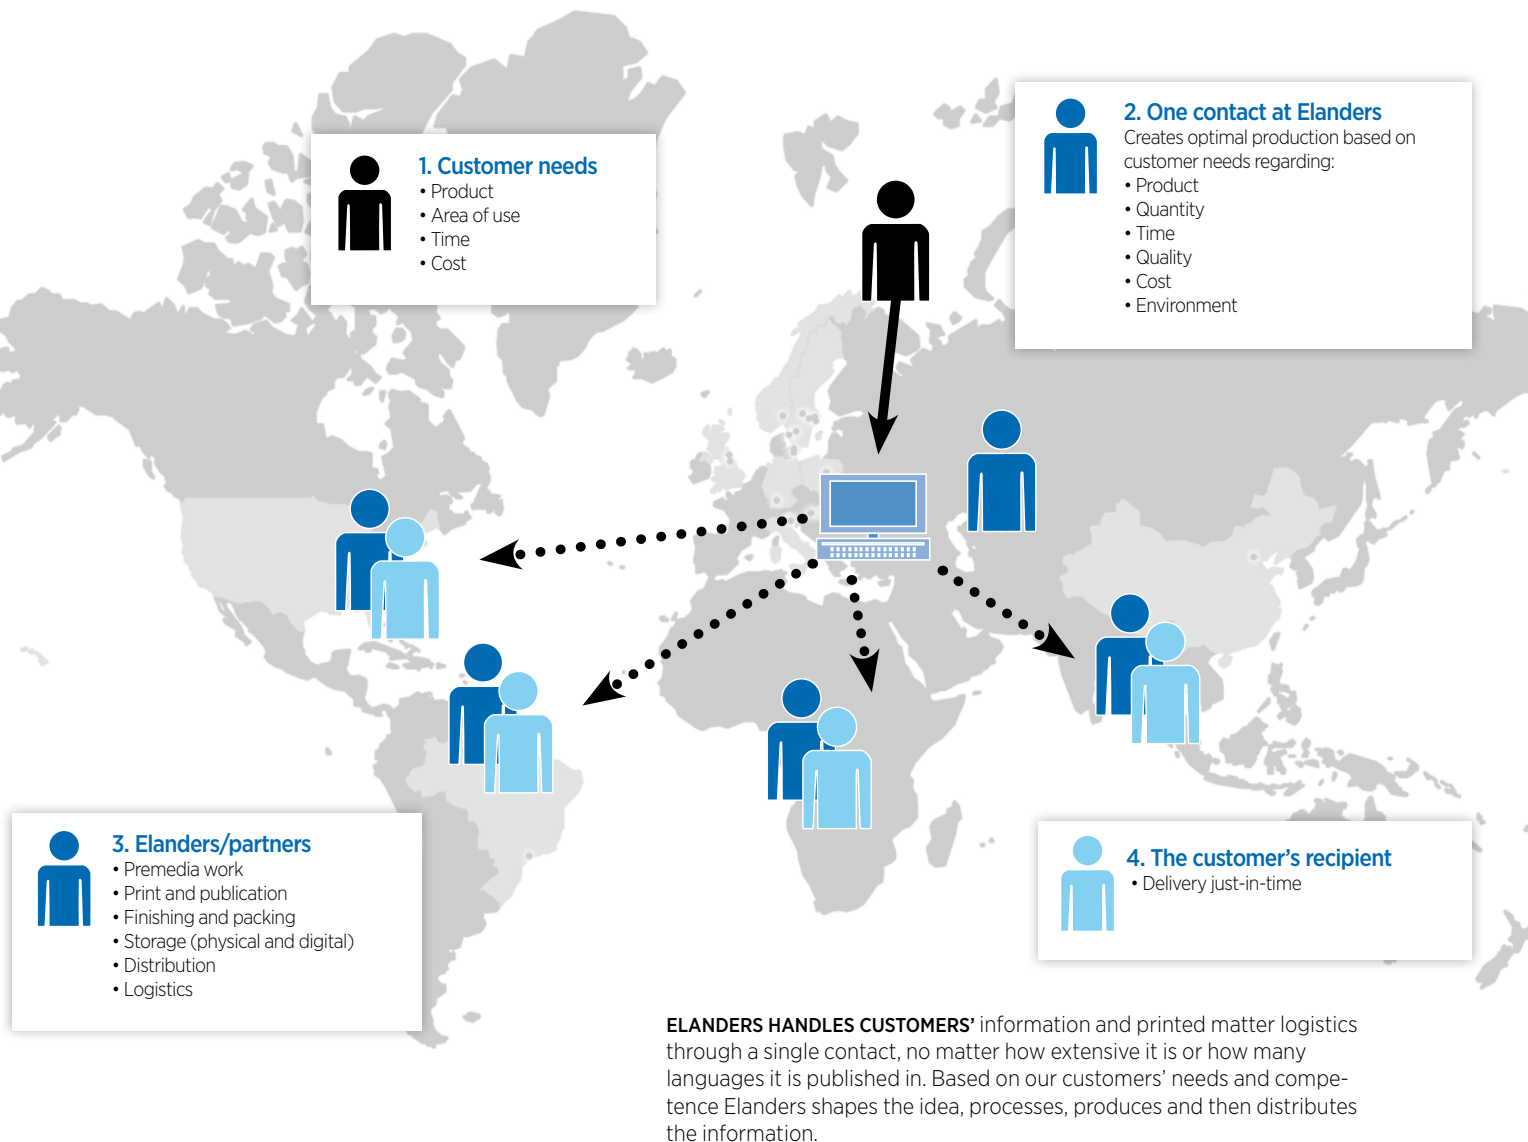 1. Customer needs
• Product
• Area of use
• Time
• Cost
2. One contact at Elanders
Creates optimal production based on
customer needs regarding:
• Product
• Quantity
• Time
• Quality
• Cost
• Environment
3. Elanders/partners
• Premedia work
• Print and publication
• Finishing and packing
• Storage (physical and digital)
• Distribution
• Logistics
4. The customer’s recipient
• Delivery just-in-time
ELANDERS HANDLES CUSTOMERS’ information and printed matter logistics
through a single contact, no matter how extensive it is or how many
languages it is published in. Based on our customers’ needs and compe-
tence Elanders shapes the idea, processes, produces and then distributes
the information.